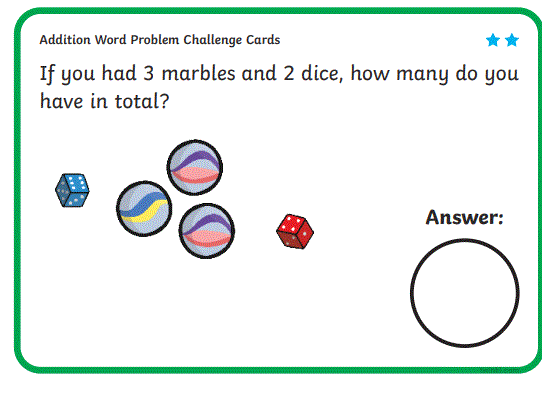 Addition Word Problem Challenge Cards
If you had 3 marbles and 2 dice, how many do you
have in total?
Answer: